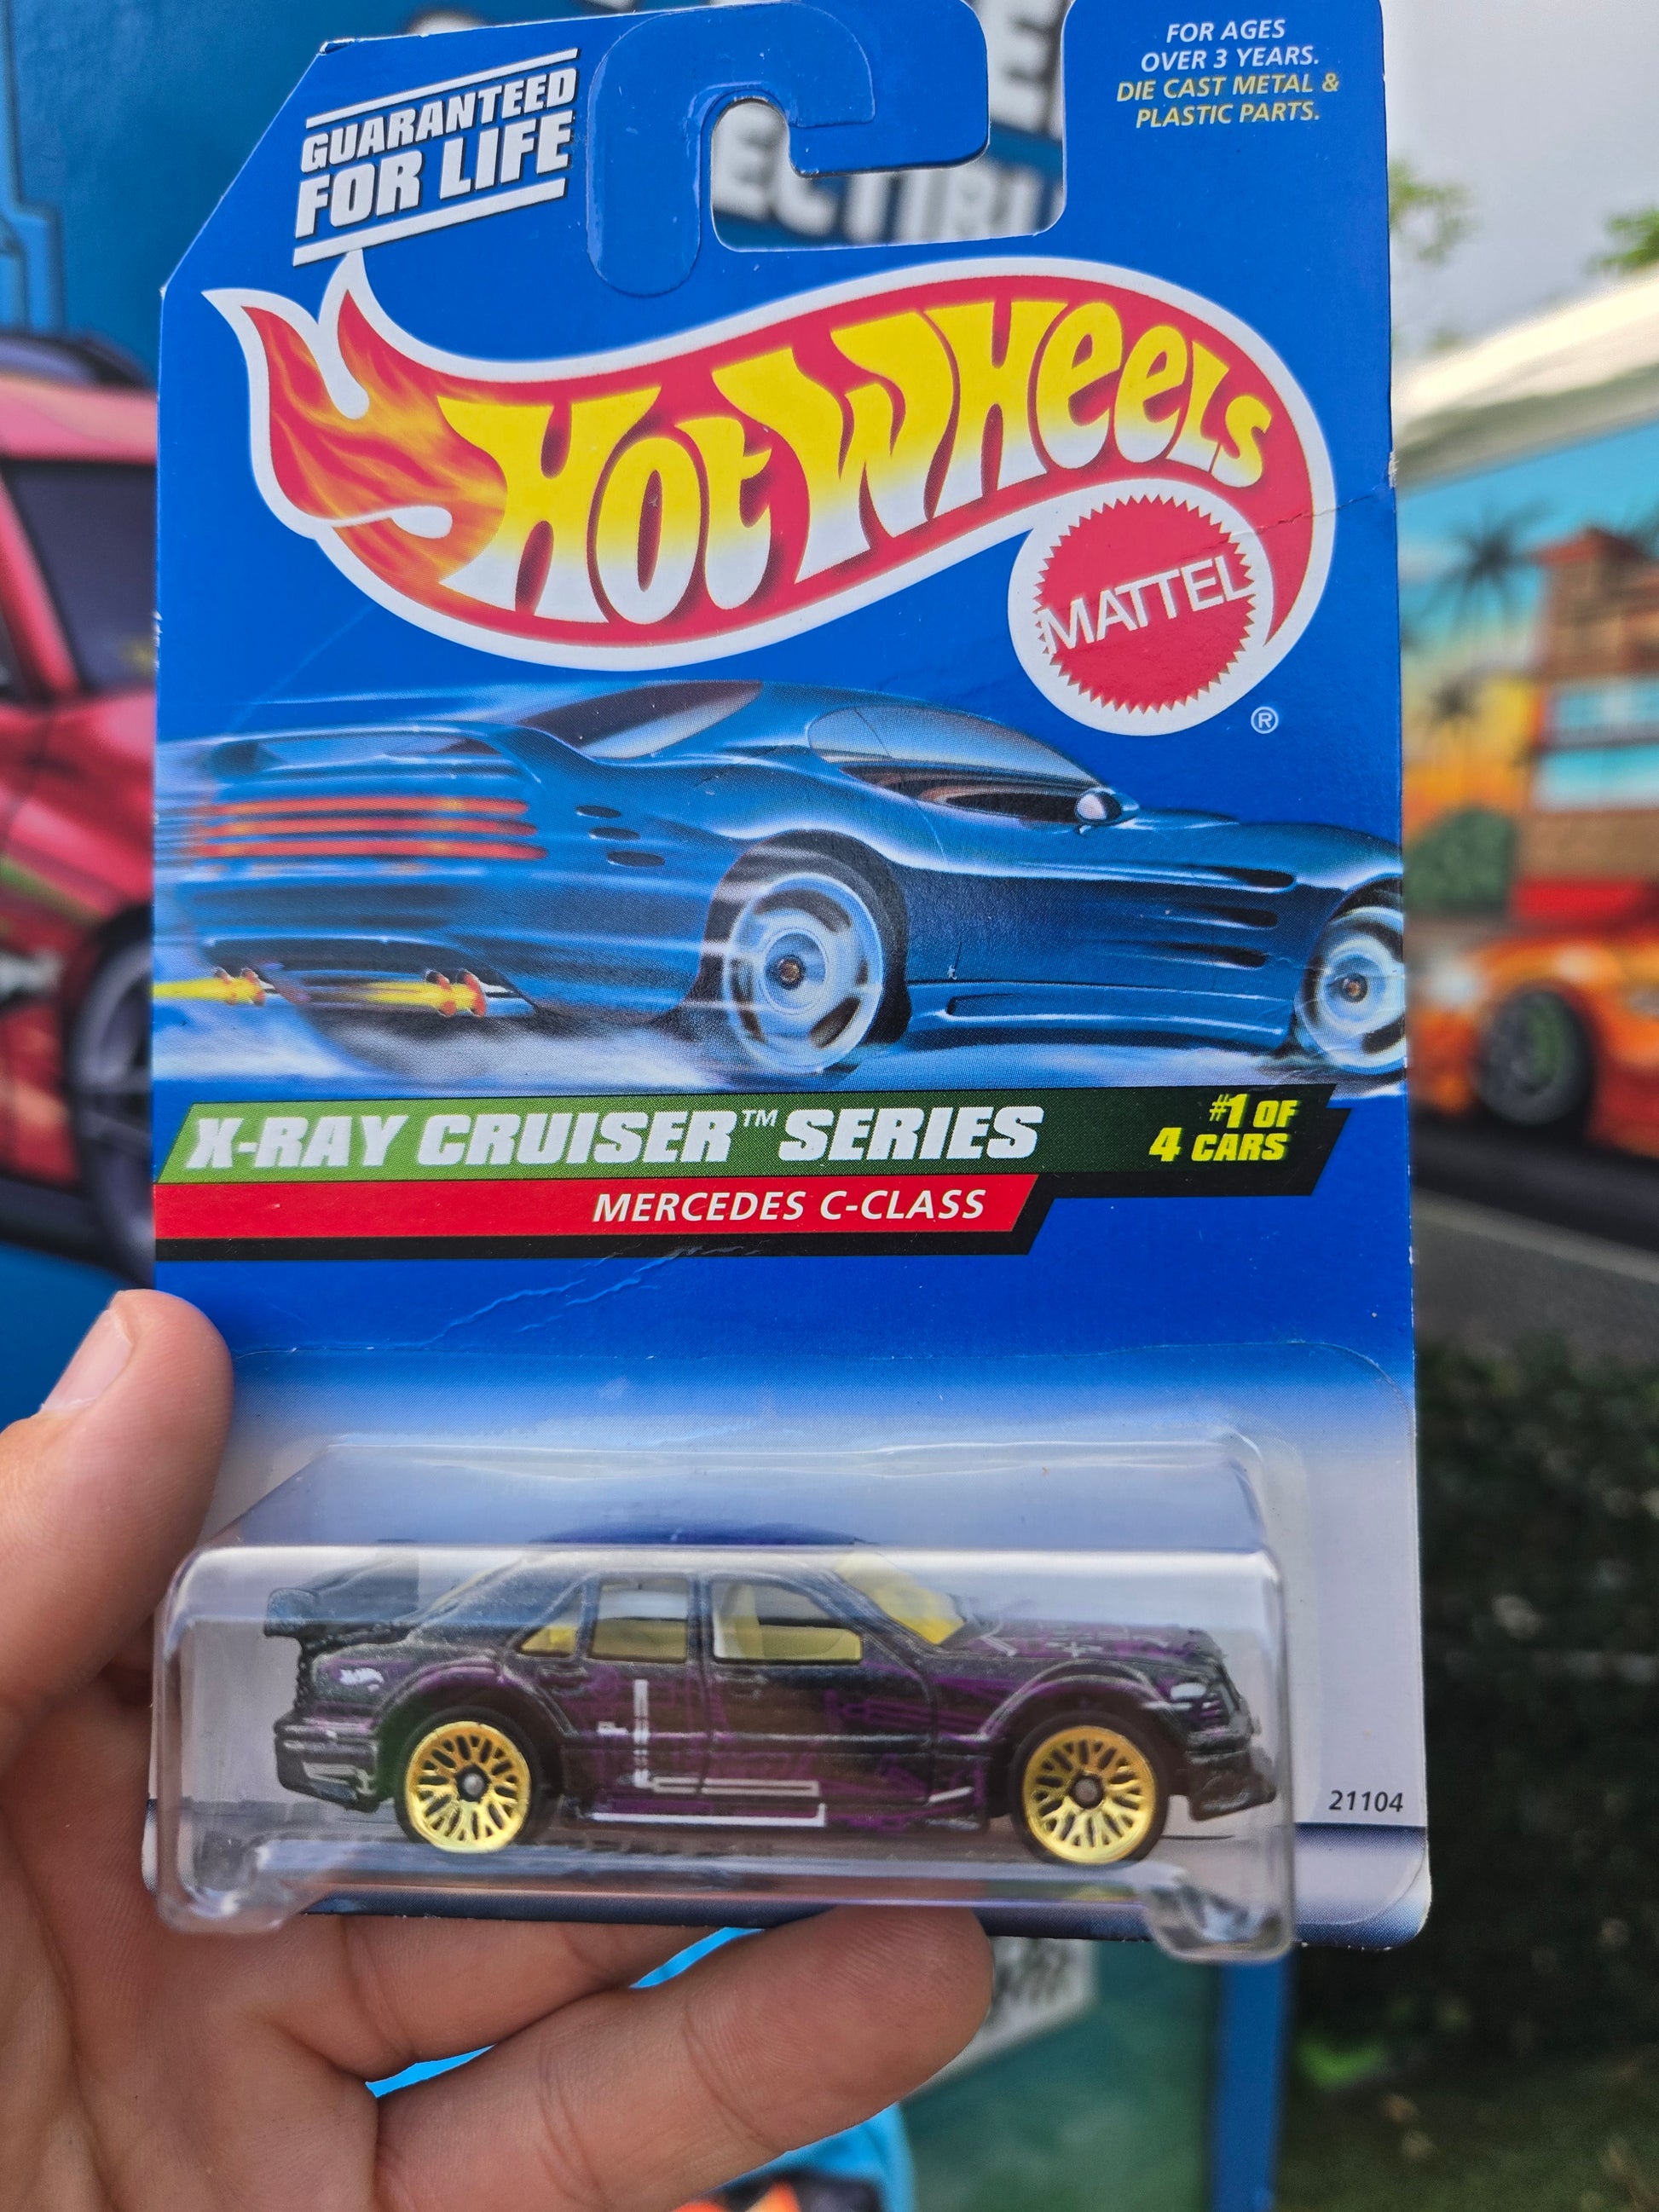 GUARANTEED
FOR LIFE
FOR AGES
OVER 3 YEARS.
DIE CAST METAL &
PLASTIC PARTS.
HOT WHEELS
MATTEL
®
X-RAY CRUISER™ SERIES
#1 OF
4 CARS
MERCEDES C-CLASS
21104